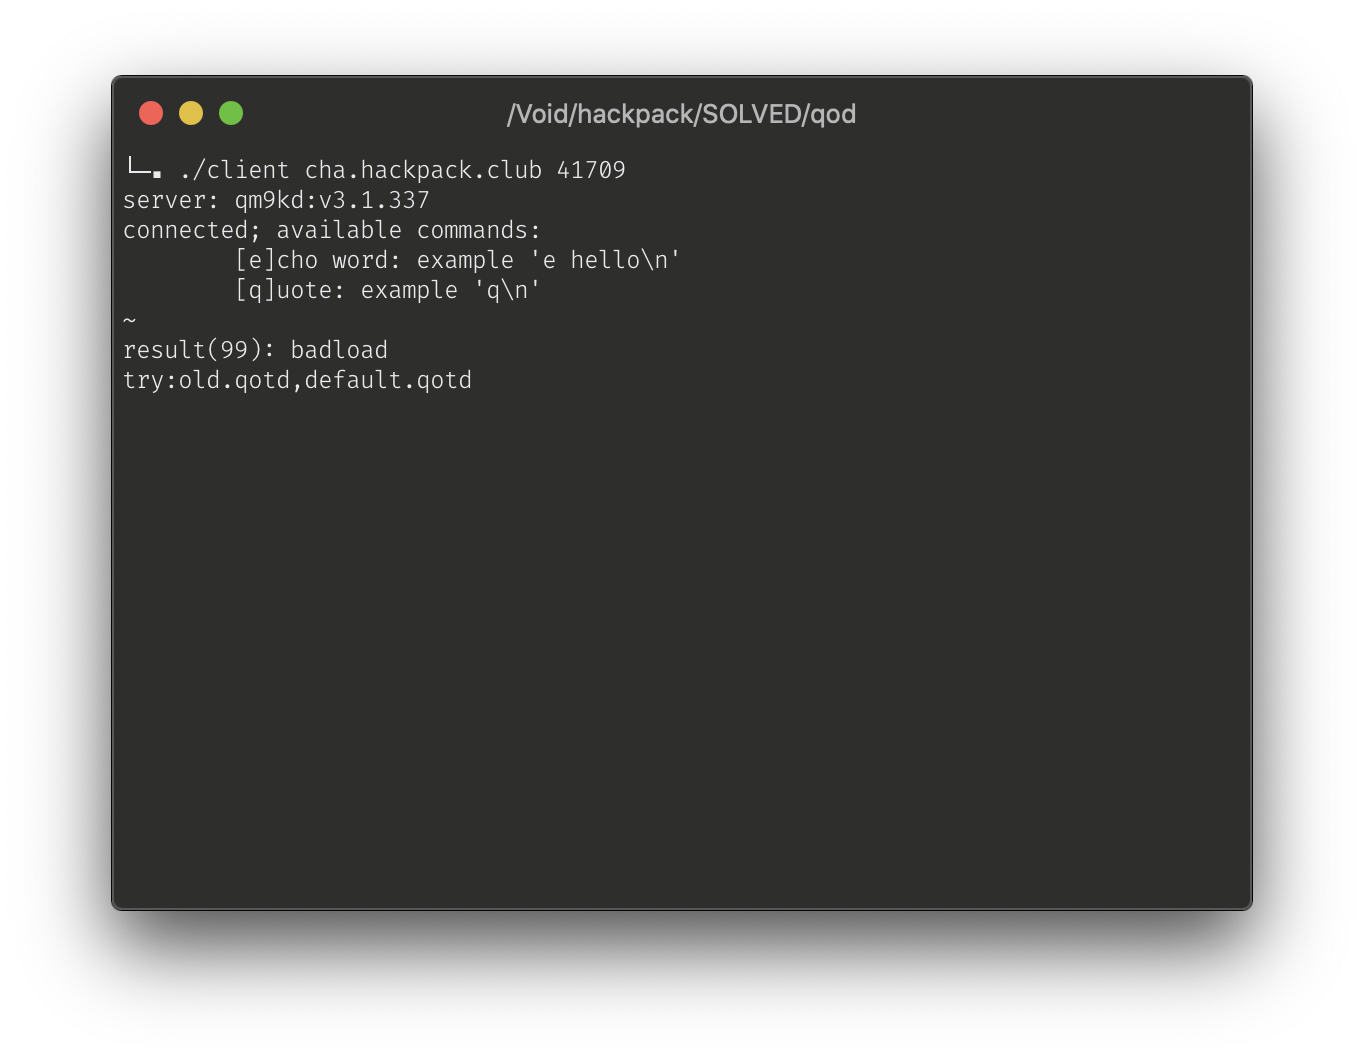 /Void/hackpack/SOLVED/qod
└─▪ ./client cha.hackpack.club 41709
server: qm9kd:v3.1.337
connected; available commands:
        [e]cho word: example 'e hello\n'
        [q]uote: example 'q\n'
~
result(99): badload
try:old.qotd,default.qotd